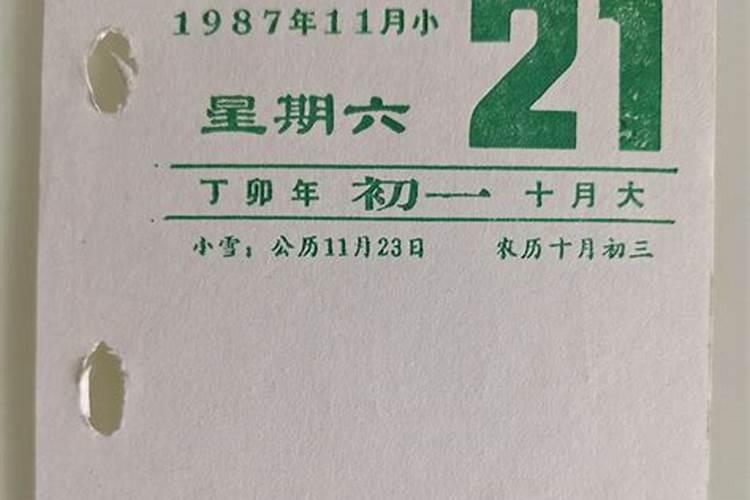 1987年11月小
21
星期六
丁卯年 初一 十月大
小雪：公历11月23日 农历十月初三